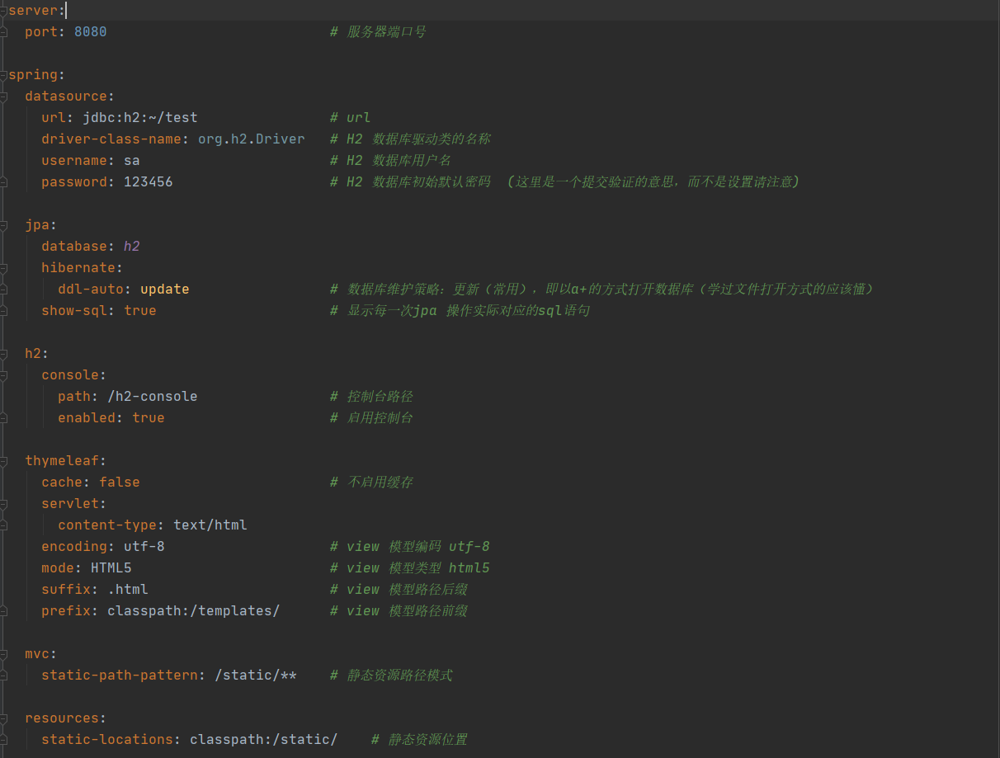 server:
  port: 8080                           # 服务器端口号
spring:
  datasource:
    url: jdbc:h2:~/test                # url
    driver-class-name: org.h2.Driver   # H2 数据库驱动类的名称
    username: sa                       # H2 数据库用户名
    password: 123456                   # H2 数据库初始默认密码  (这里是一个提交验证的意思，而不是设置请注意)
  jpa:
    database: h2
    hibernate:
      ddl-auto: update                 # 数据库维护策略：更新（常用），即以a+的方式打开数据库（学过文件打开方式的应该懂）
    show-sql: true                     # 显示每一次jpa 操作实际对应的sql语句
  h2:
    console:
      path: /h2-console                # 控制台路径
      enabled: true                    # 启用控制台
  thymeleaf:
    cache: false                       # 不启用缓存
    servlet:
      content-type: text/html
    encoding: utf-8                    # view 模型编码 utf-8
    mode: HTML5                        # view 模型类型 html5
    suffix: .html                      # view 模型路径后缀
    prefix: classpath:/templates/      # view 模型路径前缀
  mvc:
    static-path-pattern: /static/**    # 静态资源路径模式
  resources:
    static-locations: classpath:/static/    # 静态资源位置